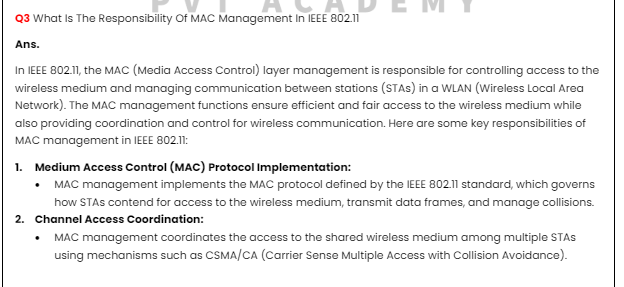 PVT ACADEMY
Q3 What Is The Responsibility Of MAC Management In IEEE 802.11
Ans.
In IEEE 802.11, the MAC (Media Access Control) layer management is responsible for controlling access to the
wireless medium and managing communication between stations (STAs) in a WLAN (Wireless Local Area
Network). The MAC management functions ensure efficient and fair access to the wireless medium while
also providing coordination and control for wireless communication. Here are some key responsibilities of
MAC management in IEEE 802.11:
1. Medium Access Control (MAC) Protocol Implementation:
• MAC management implements the MAC protocol defined by the IEEE 802.11 standard, which governs
how STAs contend for access to the wireless medium, transmit data frames, and manage collisions.
2. Channel Access Coordination:
• MAC management coordinates the access to the shared wireless medium among multiple STAs
using mechanisms such as CSMA/CA (Carrier Sense Multiple Access with Collision Avoidance).